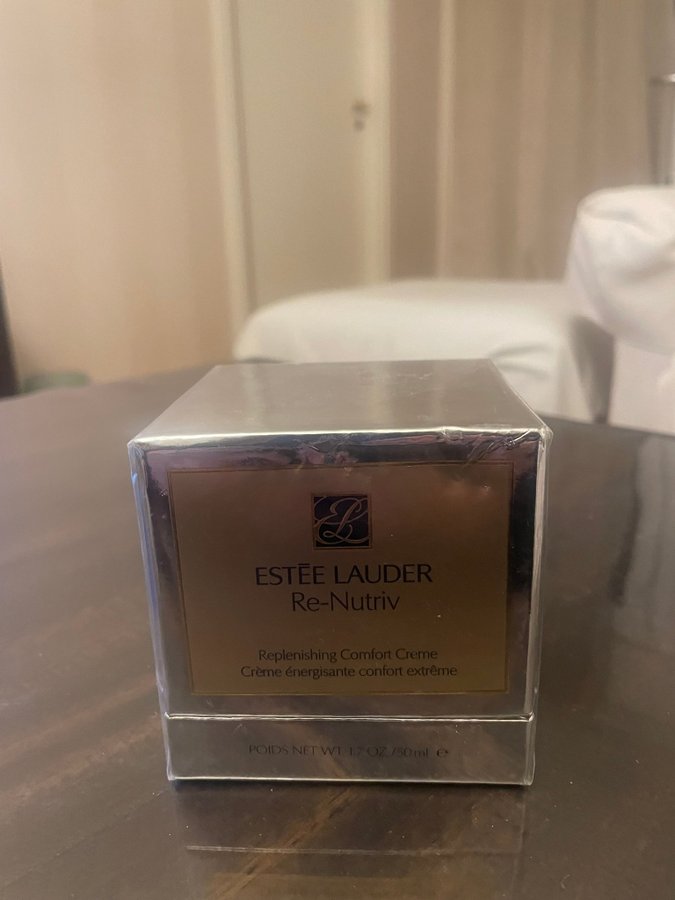 EL
ESTĒE LAUDER
Re-Nutriv
Replenishing Comfort Creme
Crème énergisante confort extrême
POIDS NET WT. 1.7 OZ./50 ml ℮